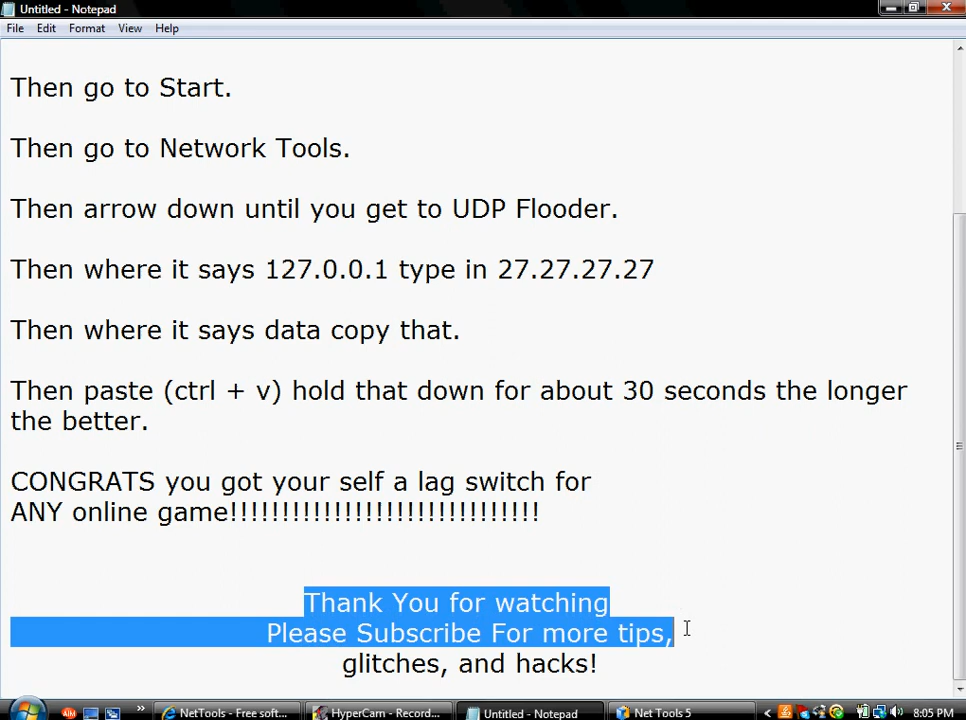 Untitled - Notepad
File Edit Format View Help
Then go to Start.
Then go to Network Tools.
Then arrow down until you get to UDP Flooder.
Then where it says 127.0.0.1 type in 27.27.27.27
Then where it says data copy that.
Then paste (ctrl + v) hold that down for about 30 seconds the longer
the better.
CONGRATS you got your self a lag switch for
ANY online game!!!!!!!!!!!!!!!!!!!!!!!!!!!!!!
Thank You for watching
Please Subscribe For more tips,
glitches, and hacks!
NetTools - Free soft... HyperCam - Record... Untitled - Notepad Net Tools 5 8:05 PM